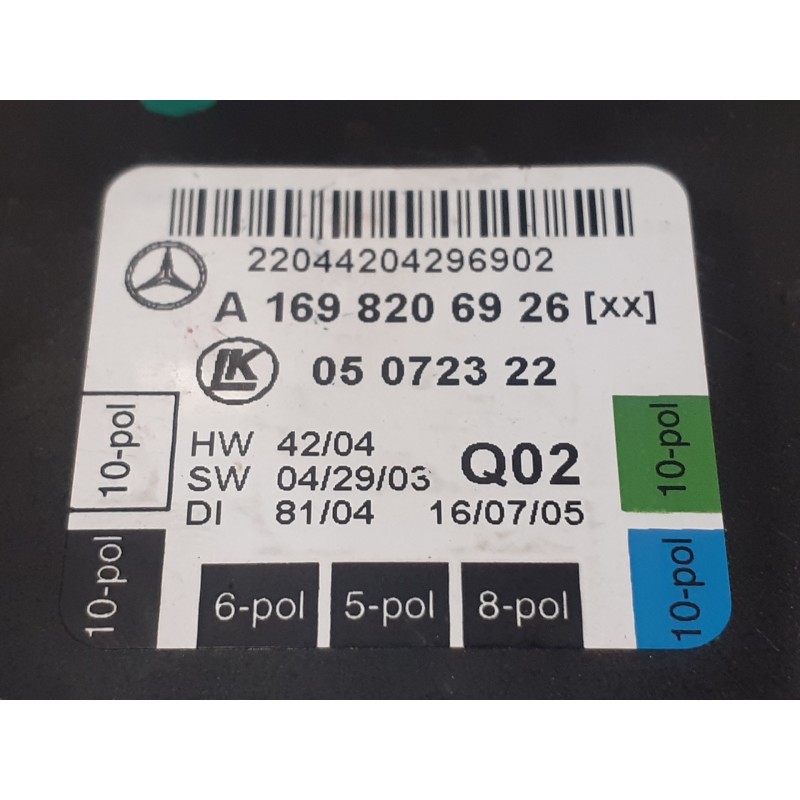 22044204296902
A 169 820 69 26 [xx]
LK 05 0723 22
HW 42/04 Q02
SW 04/29/03
DI 81/04 16/07/05
10-pol
10-pol
6-pol 5-pol 8-pol
10-pol
10-pol